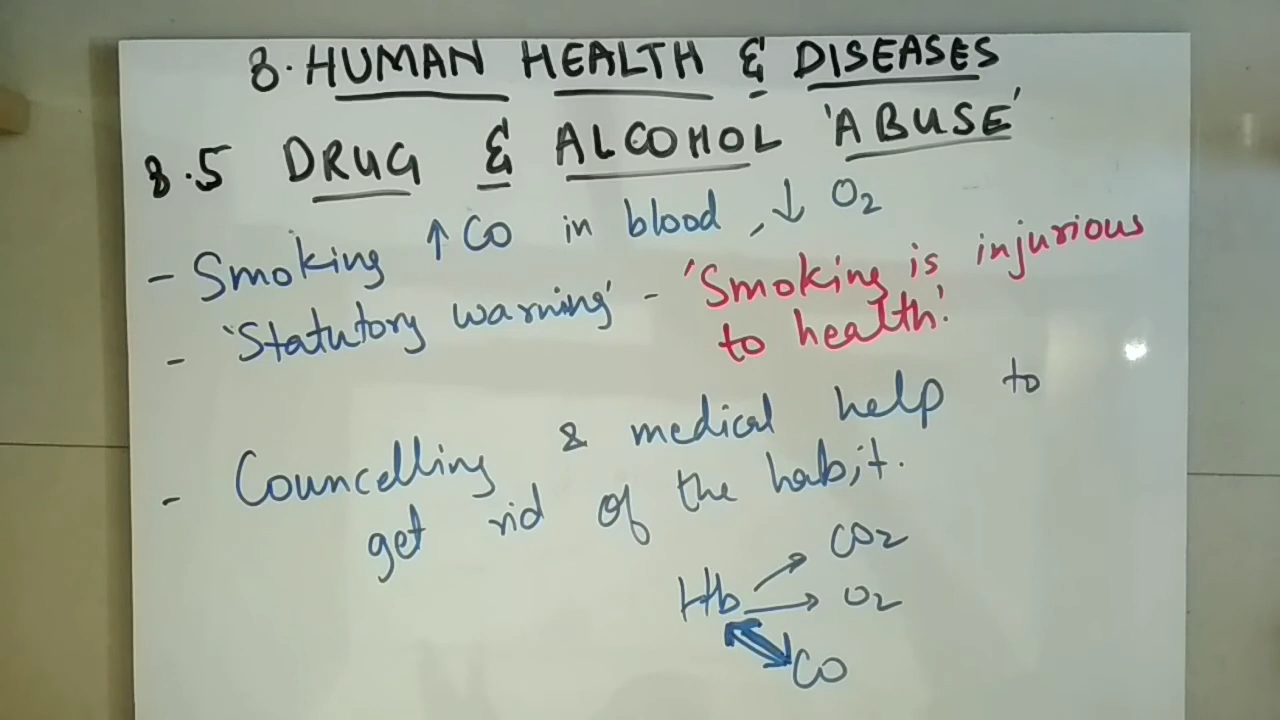 8. HUMAN HEALTH & DISEASES
8.5 DRUG & ALCOHOL 'ABUSE'
- Smoking ↑ CO in blood, ↓ O2
- 'Statutory warning' - 'Smoking is injurious
to health!'
- Councelling & medical help to
get rid of the habit.
Hb → CO2
→ O2
↔ CO